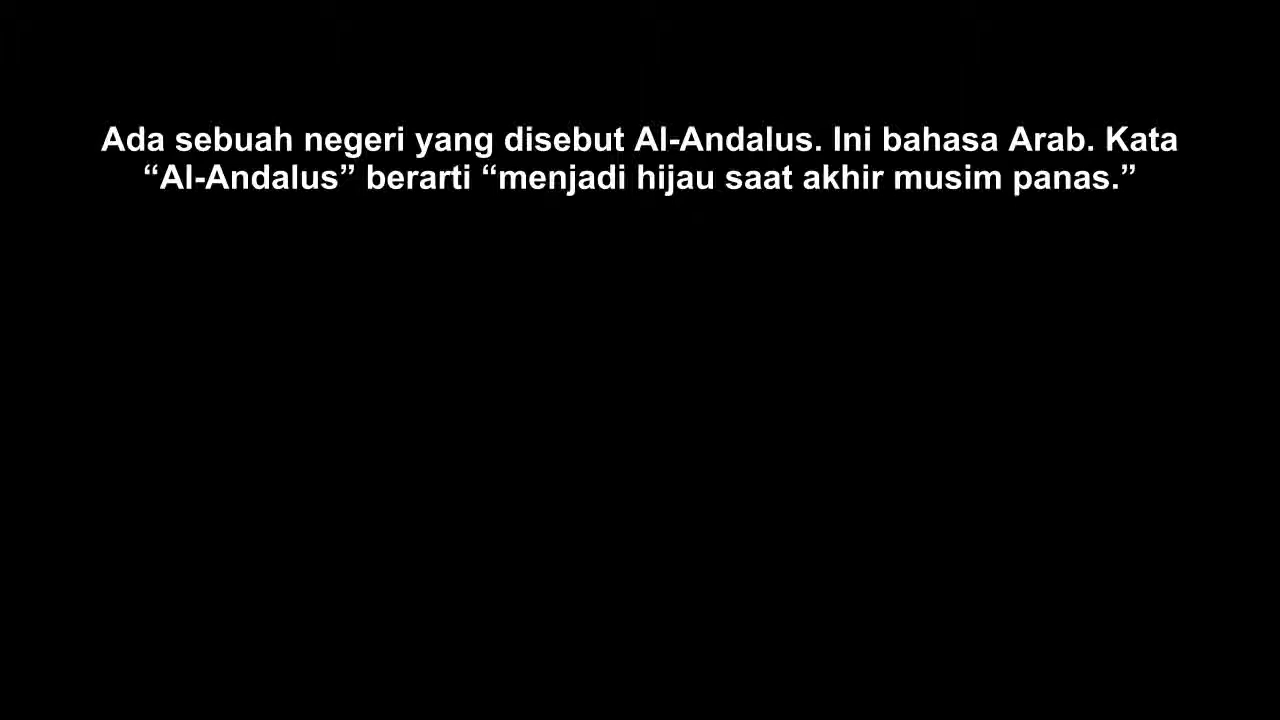 Ada sebuah negeri yang disebut Al-Andalus. Ini bahasa Arab. Kata
“Al-Andalus” berarti “menjadi hijau saat akhir musim panas.”